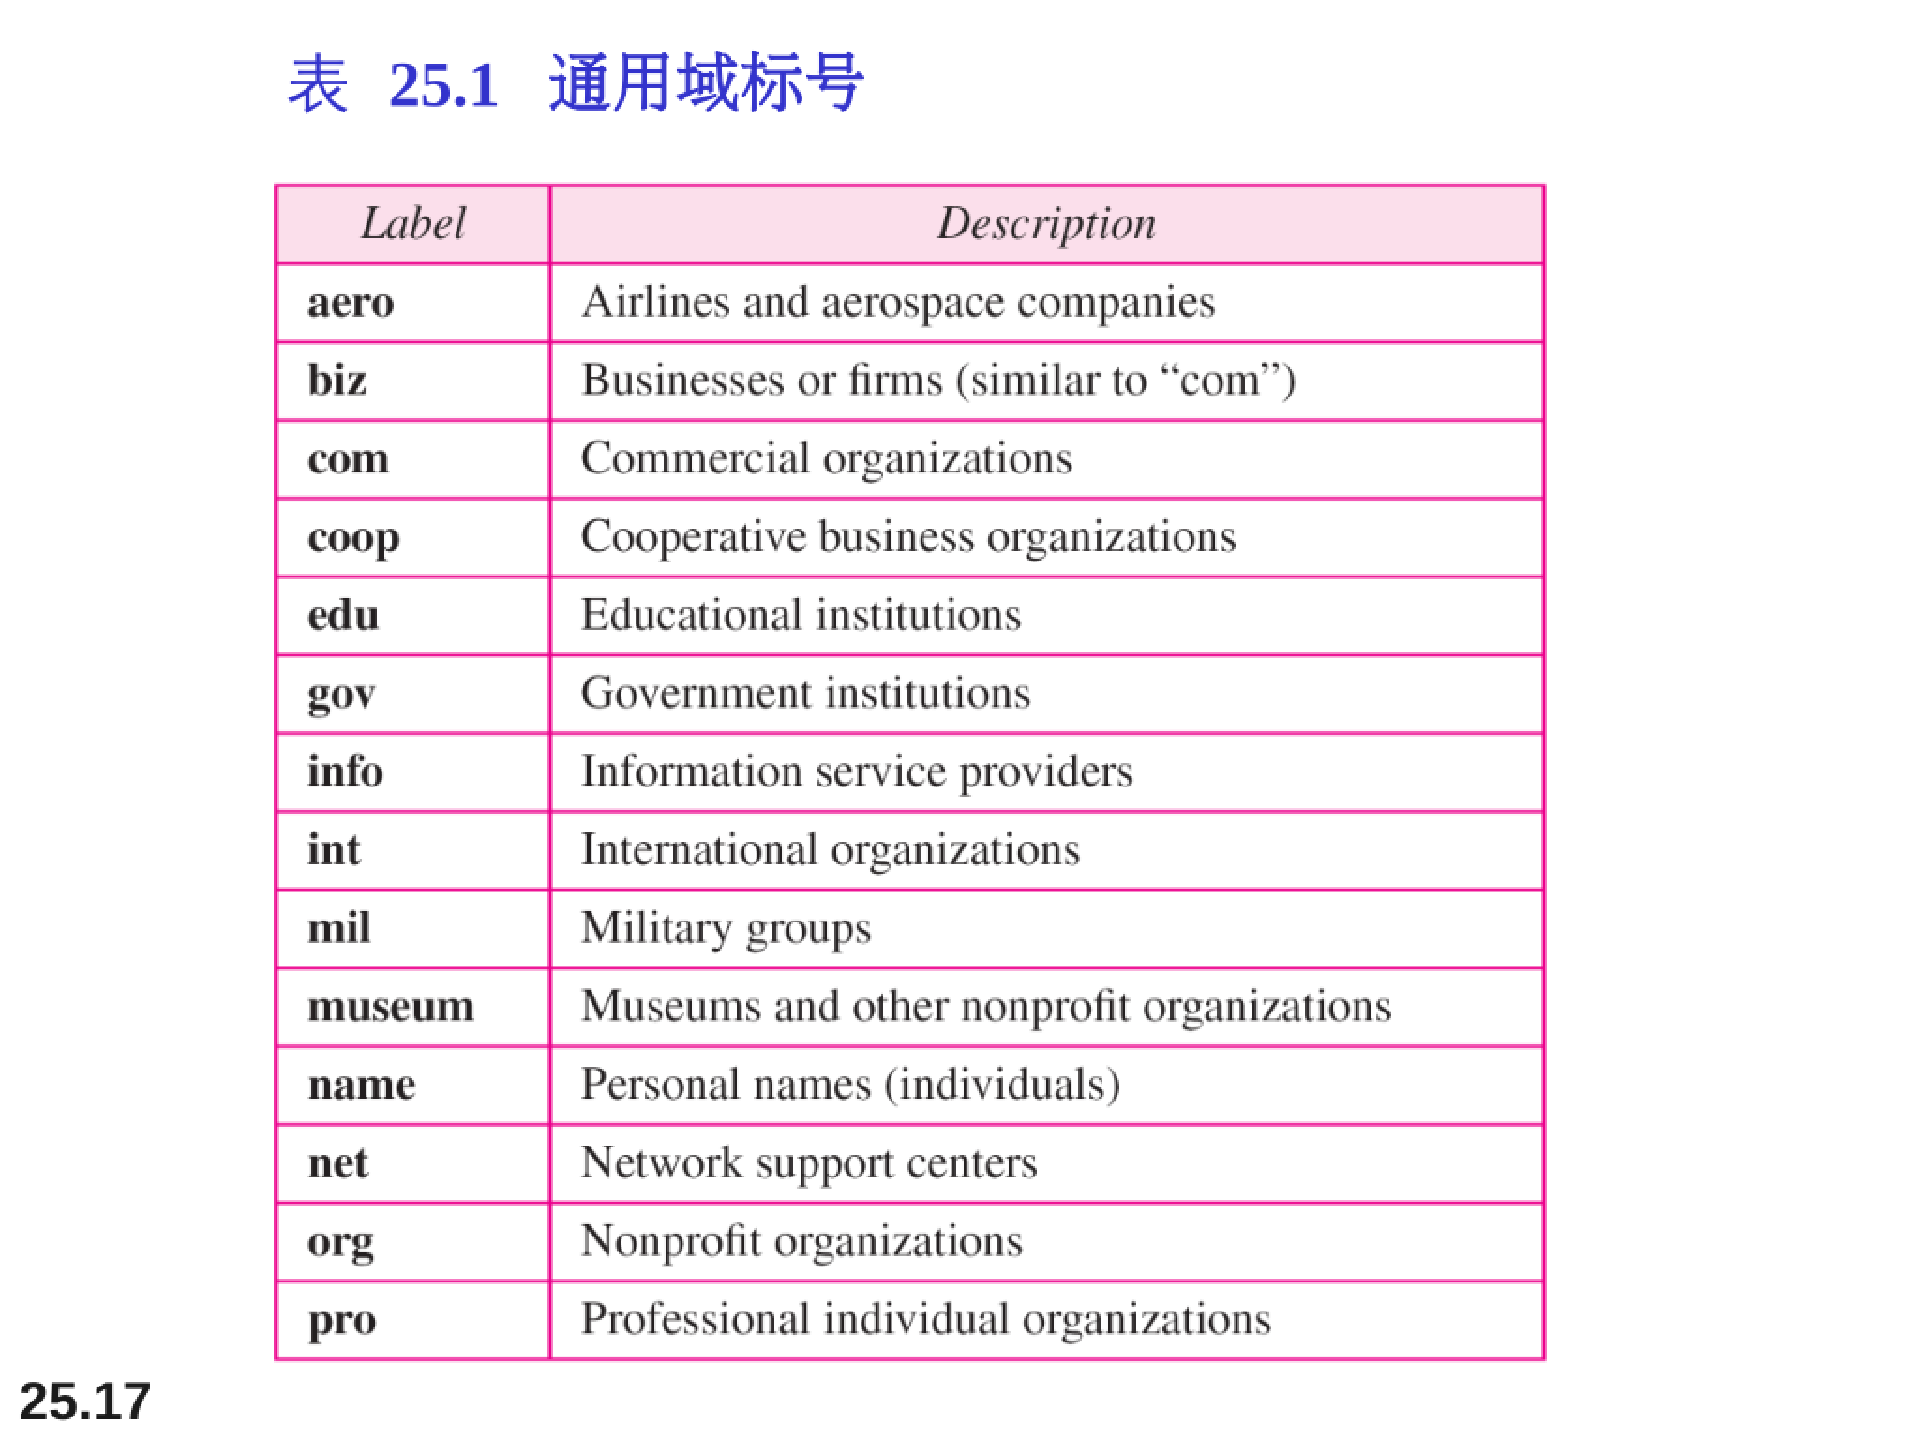 表 25.1 通用域标号
Label Description
aero Airlines and aerospace companies
biz Businesses or firms (similar to “com”)
com Commercial organizations
coop Cooperative business organizations
edu Educational institutions
gov Government institutions
info Information service providers
int International organizations
mil Military groups
museum Museums and other nonprofit organizations
name Personal names (individuals)
net Network support centers
org Nonprofit organizations
pro Professional individual organizations
25.17